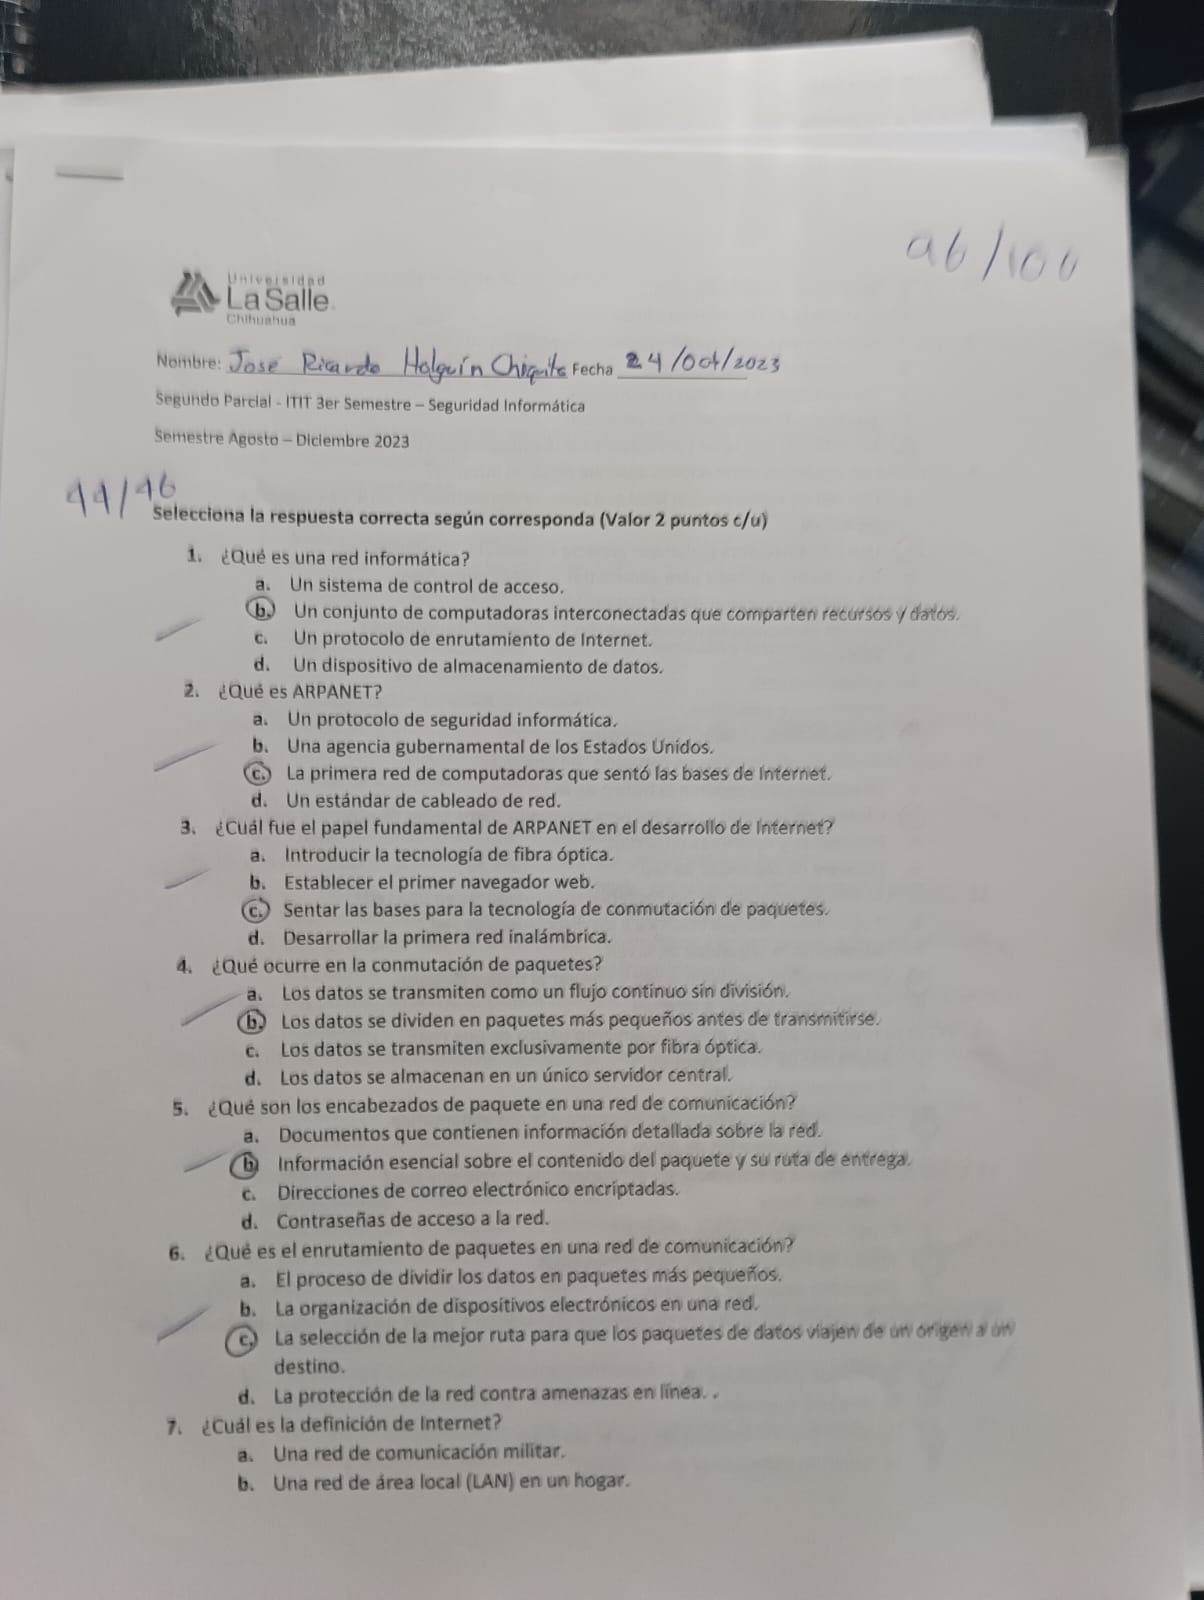 96/100
Universidad
La Salle
Chihuahua
Nombre: José Ricardo Holguín Chiquito Fecha 24/Oct/2023
Segundo Parcial - ITIT 3er Semestre – Seguridad Informática
Semestre Agosto – Diciembre 2023
44/46
Selecciona la respuesta correcta según corresponda (Valor 2 puntos c/u)
1. ¿Qué es una red informática?
a. Un sistema de control de acceso.
b. Un conjunto de computadoras interconectadas que comparten recursos y datos.
c. Un protocolo de enrutamiento de Internet.
d. Un dispositivo de almacenamiento de datos.
2. ¿Qué es ARPANET?
a. Un protocolo de seguridad informática.
b. Una agencia gubernamental de los Estados Unidos.
c. La primera red de computadoras que sentó las bases de Internet.
d. Un estándar de cableado de red.
3. ¿Cuál fue el papel fundamental de ARPANET en el desarrollo de Internet?
a. Introducir la tecnología de fibra óptica.
b. Establecer el primer navegador web.
c. Sentar las bases para la tecnología de conmutación de paquetes.
d. Desarrollar la primera red inalámbrica.
4. ¿Qué ocurre en la conmutación de paquetes?
a. Los datos se transmiten como un flujo continuo sin división.
b. Los datos se dividen en paquetes más pequeños antes de transmitirse.
c. Los datos se transmiten exclusivamente por fibra óptica.
d. Los datos se almacenan en un único servidor central.
5. ¿Qué son los encabezados de paquete en una red de comunicación?
a. Documentos que contienen información detallada sobre la red.
b. Información esencial sobre el contenido del paquete y su ruta de entrega.
c. Direcciones de correo electrónico encriptadas.
d. Contraseñas de acceso a la red.
6. ¿Qué es el enrutamiento de paquetes en una red de comunicación?
a. El proceso de dividir los datos en paquetes más pequeños.
b. La organización de dispositivos electrónicos en una red.
c. La selección de la mejor ruta para que los paquetes de datos viajen de un origen a un
destino.
d. La protección de la red contra amenazas en línea. .
7. ¿Cuál es la definición de Internet?
a. Una red de comunicación militar.
b. Una red de área local (LAN) en un hogar.